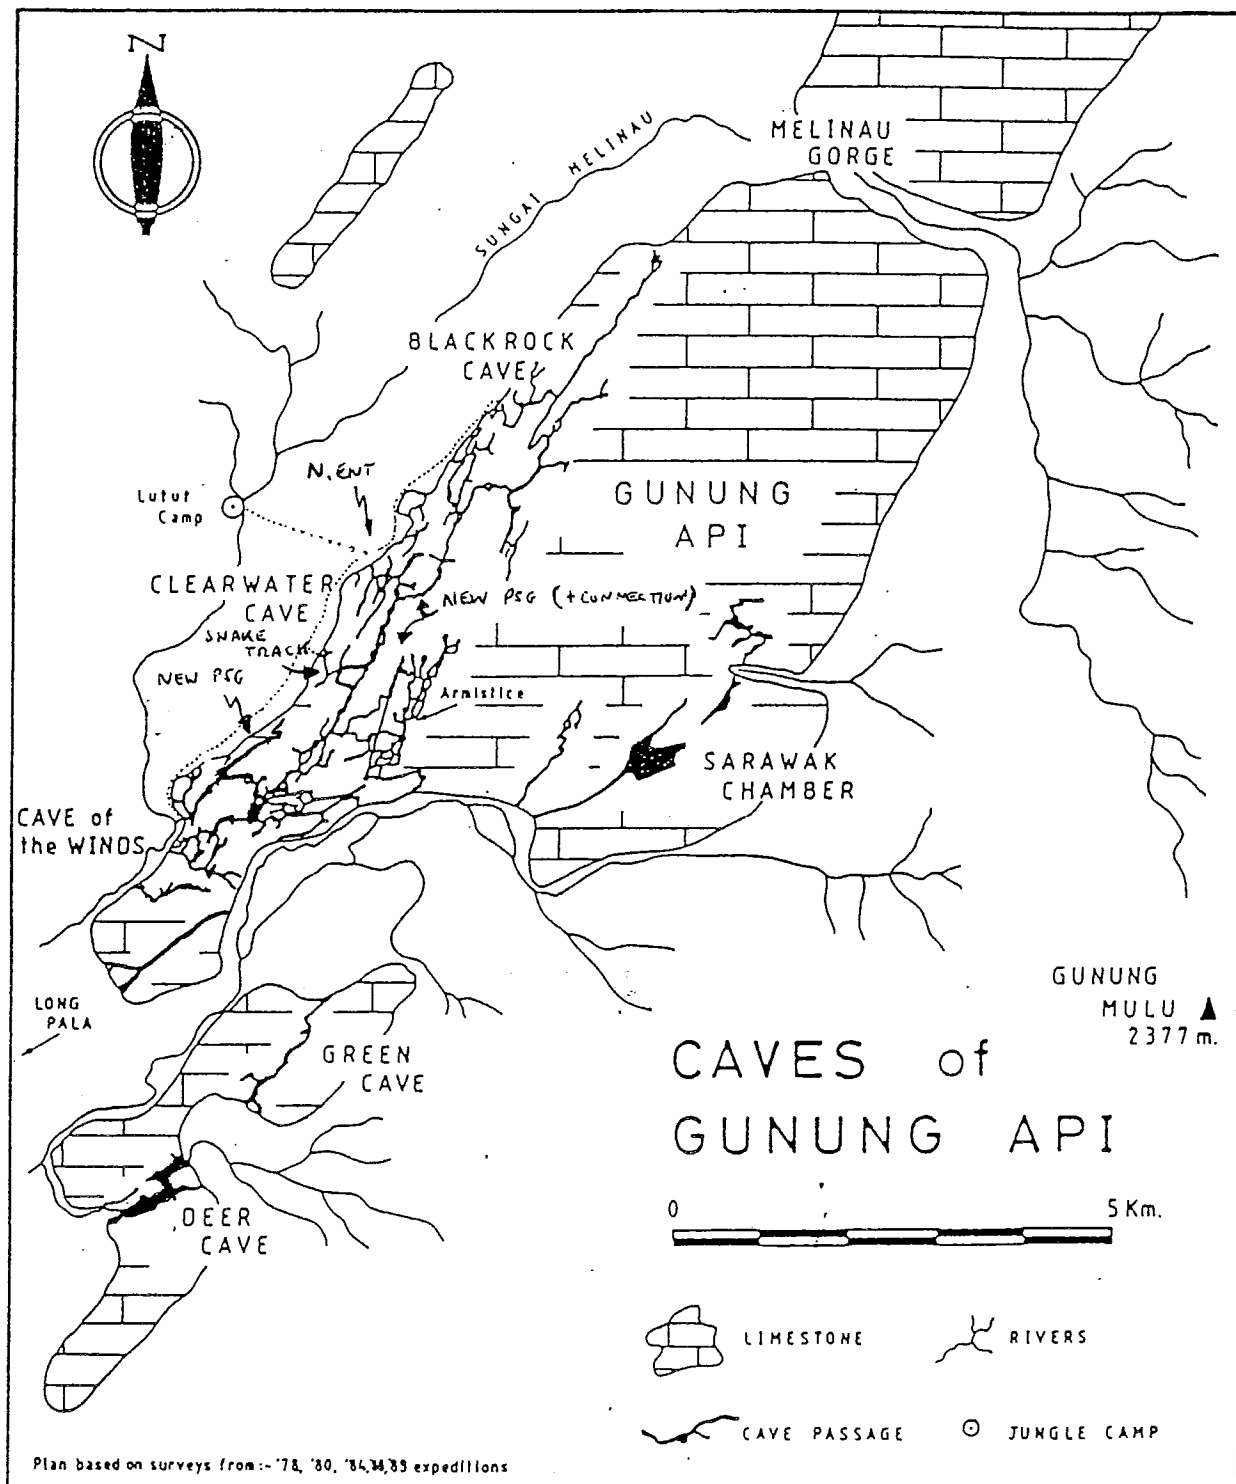 N
MELINAU
GORGE
SUNGAI MELINAU
BLACKROCK
CAVE
N. ENT
Lutut
Camp
GUNUNG
API
CLEARWATER
CAVE
NEW PSG (+CONNECTION)
SNAKE
TRACK
NEW PSG
Armistice
SARAWAK
CHAMBER
CAVE of
the WINDS
GUNUNG
MULU
2377m.
LONG
PALA
GREEN
CAVE
CAVES of
GUNUNG API
DEER
CAVE
0 5 Km.
LIMESTONE
RIVERS
CAVE PASSAGE
JUNGLE CAMP
Plan based on surveys from:- '78, '80, '84, '89 expeditions